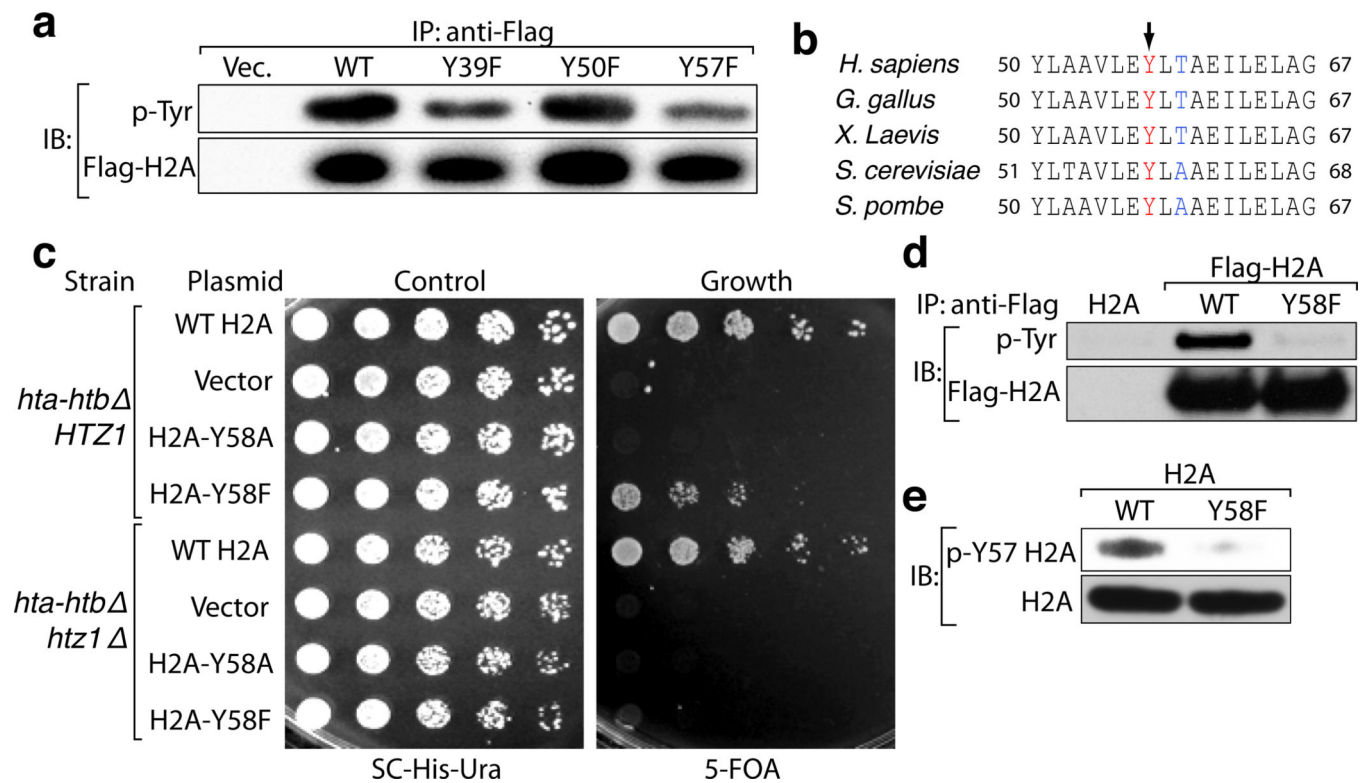 a
IP: anti-Flag
Vec. WT Y39F Y50F Y57F
IB:
p-Tyr
Flag-H2A
b
H. sapiens 50 YLAAVLEYLTAEILELAG 67
G. gallus 50 YLAAVLEYLTAEILELAG 67
X. Laevis 50 YLAAVLEYLTAEILELAG 67
S. cerevisiae 51 YLTAVLEYLAAEILELAG 68
S. pombe 50 YLAAVLEYLAAEILELAG 67
c
Strain Plasmid Control Growth
hta-htbΔ
HTZ1
WT H2A
Vector
H2A-Y58A
H2A-Y58F
hta-htbΔ
htz1Δ
WT H2A
Vector
H2A-Y58A
H2A-Y58F
SC-His-Ura 5-FOA
d
Flag-H2A
IP: anti-Flag H2A WT Y58F
IB:
p-Tyr
Flag-H2A
e
H2A
WT Y58F
IB:
p-Y57 H2A
H2A